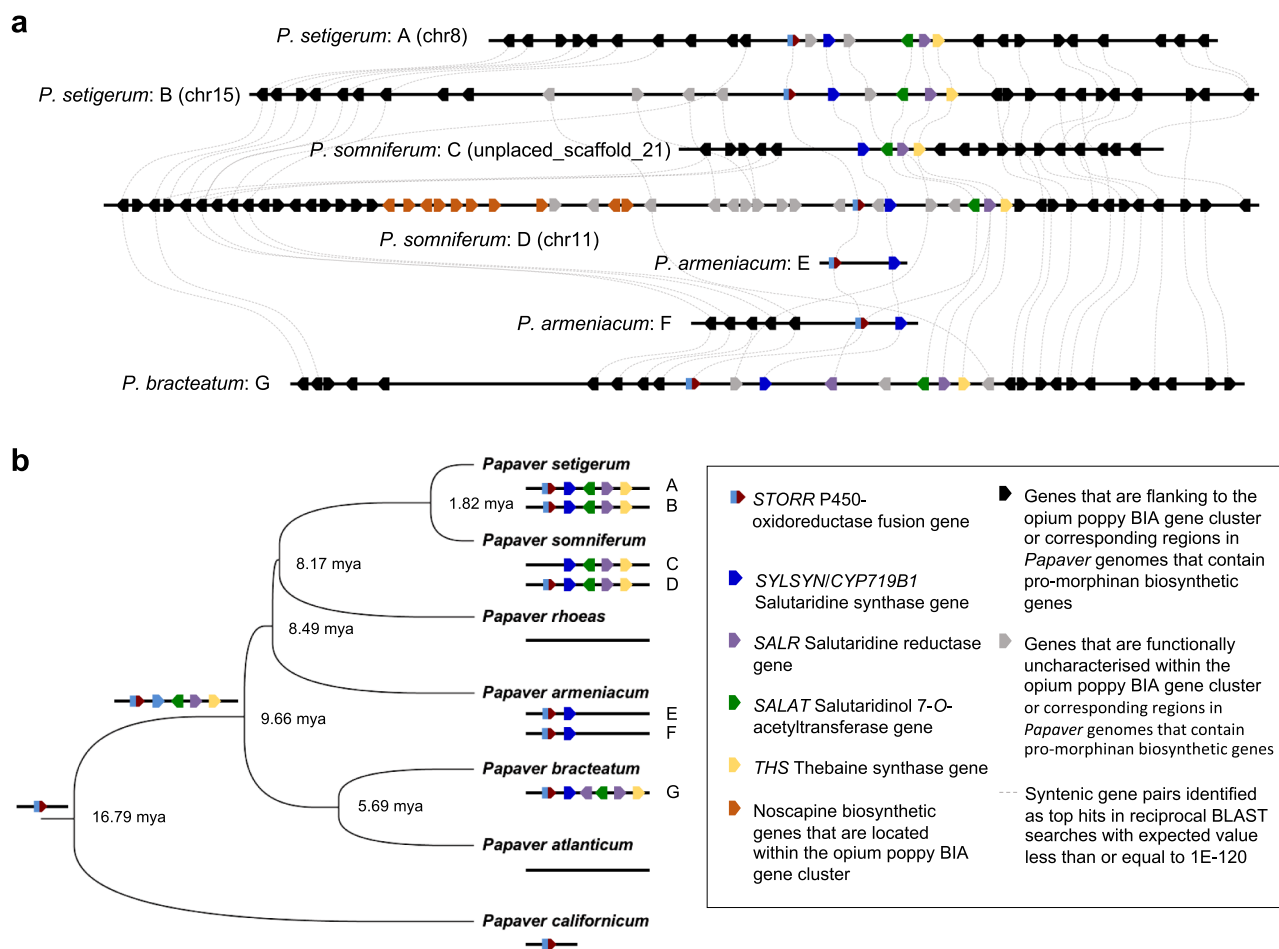 a
P. setigerum: A (chr8)
P. setigerum: B (chr15)
P. somniferum: C (unplaced_scaffold_21)
P. somniferum: D (chr11)
P. armeniacum: E
P. armeniacum: F
P. bracteatum: G
b
Papaver setigerum
A
1.82 mya
B
Papaver somniferum
C
8.17 mya
D
Papaver rhoeas
8.49 mya
Papaver armeniacum
E
9.66 mya
F
Papaver bracteatum
G
5.69 mya
16.79 mya
Papaver atlanticum
Papaver californicum
STORR P450-
oxidoreductase fusion gene
SYLSYN/CYP719B1
Salutaridine synthase gene
SALR Salutaridine reductase
gene
SALAT Salutaridinol 7-O-
acetyltransferase gene
THS Thebaine synthase gene
Noscapine biosynthetic
genes that are located
within the opium poppy BIA
gene cluster
Genes that are flanking to the
opium poppy BIA gene cluster
or corresponding regions in
Papaver genomes that contain
pro-morphinan biosynthetic
genes
Genes that are functionally
uncharacterised within the
opium poppy BIA gene cluster
or corresponding regions in
Papaver genomes that contain
pro-morphinan biosynthetic genes
Syntenic gene pairs identified
as top hits in reciprocal BLAST
searches with expected value
less than or equal to 1E-120